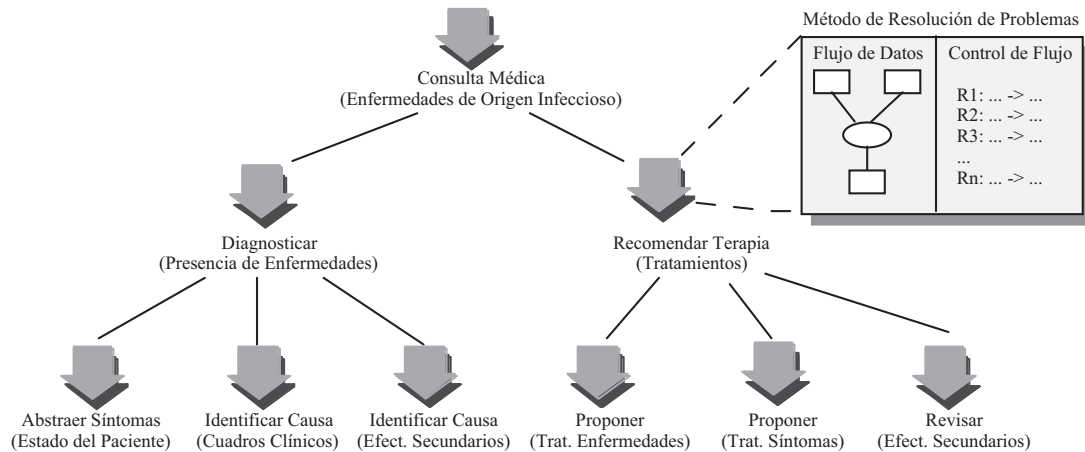 Método de Resolución de Problemas
Flujo de Datos
Control de Flujo
R1: ... -> ...
R2: ... -> ...
R3: ... -> ...
...
Rn: ... -> ...
Consulta Médica
(Enfermedades de Origen Infeccioso)
Diagnosticar
(Presencia de Enfermedades)
Recomendar Terapia
(Tratamientos)
Abstraer Síntomas
(Estado del Paciente)
Identificar Causa
(Cuadros Clínicos)
Identificar Causa
(Efect. Secundarios)
Proponer
(Trat. Enfermedades)
Proponer
(Trat. Síntomas)
Revisar
(Efect. Secundarios)